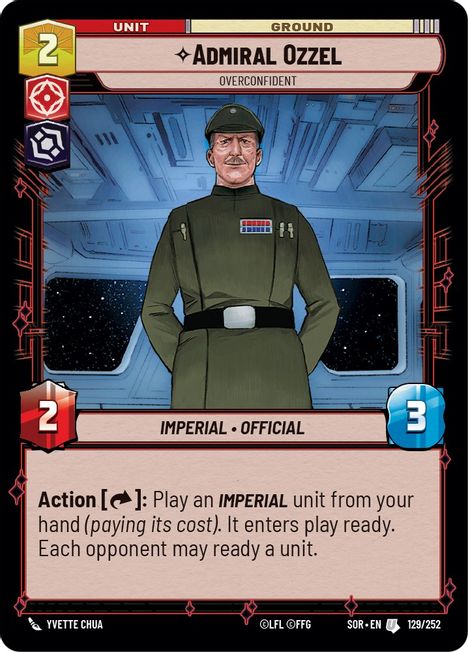 UNIT GROUND
2
ADMIRAL OZZEL
OVERCONFIDENT
2
3
IMPERIAL • OFFICIAL
Action [ ]: Play an IMPERIAL unit from your
hand (paying its cost). It enters play ready.
Each opponent may ready a unit.
YVETTE CHUA ©LFL ©FFG SOR • EN U 129/252